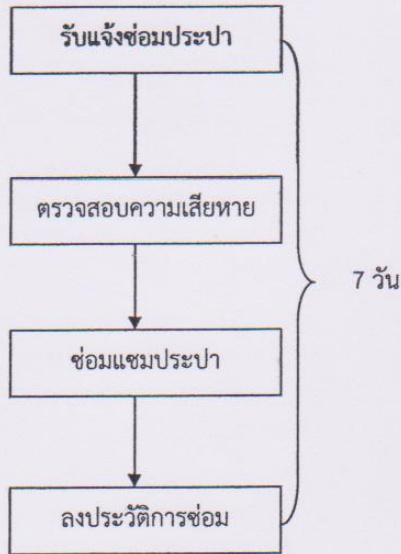 รับแจ้งซ่อมประปา
ตรวจสอบความเสียหาย
7 วัน
ซ่อมแซมประปา
ลงประวัติการซ่อม